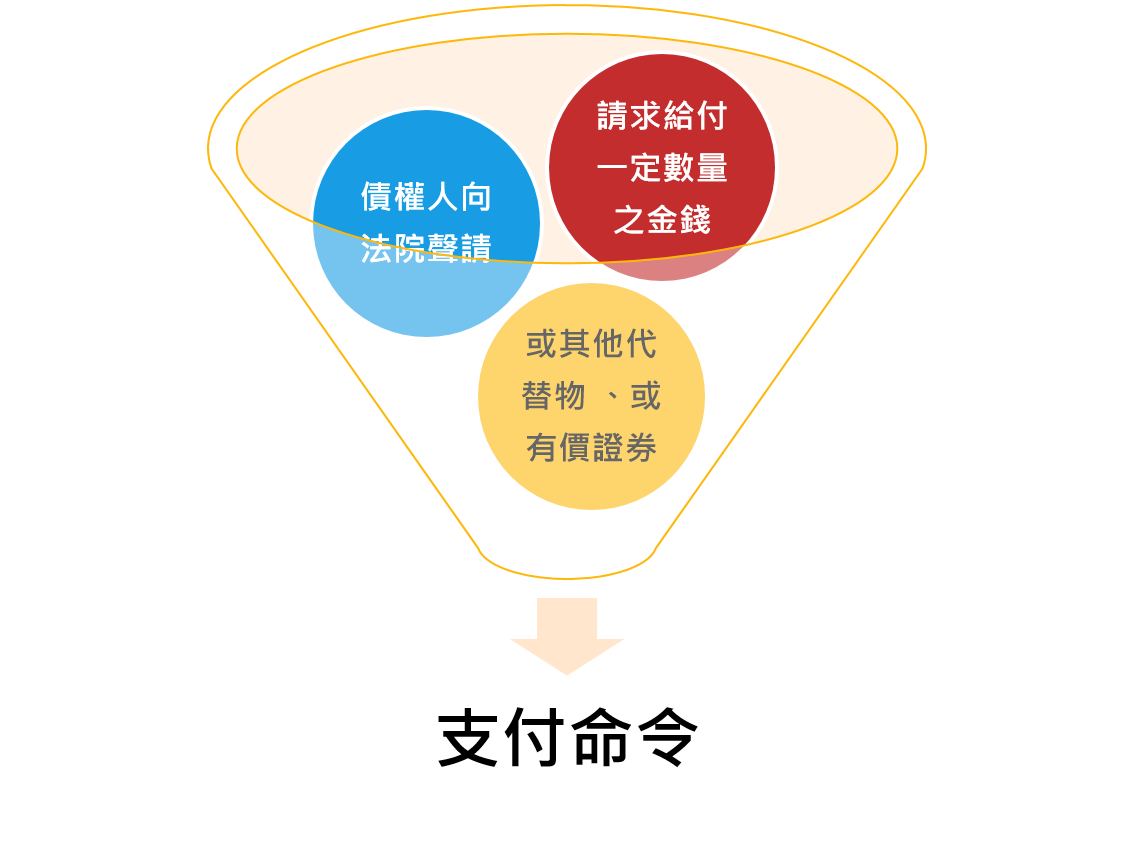 債權人向
法院聲請
請求給付
一定數量
之金錢
或其他代
替物 、或
有價證券
支付命令